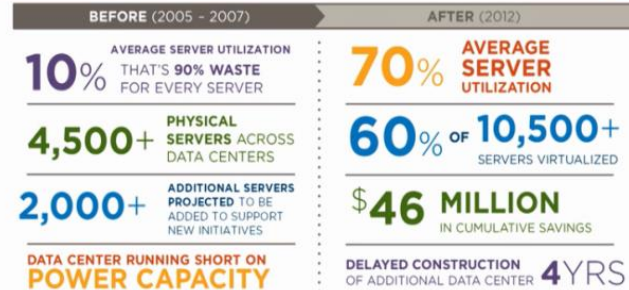 BEFORE (2005 - 2007)
AFTER (2012)
10%
AVERAGE SERVER UTILIZATION
THAT'S 90% WASTE
FOR EVERY SERVER
4,500+
PHYSICAL
SERVERS ACROSS
DATA CENTERS
2,000+
ADDITIONAL SERVERS
PROJECTED TO BE
ADDED TO SUPPORT
NEW INITIATIVES
DATA CENTER RUNNING SHORT ON
POWER CAPACITY
70%
AVERAGE
SERVER
UTILIZATION
60% OF 10,500+
SERVERS VIRTUALIZED
$46 MILLION
IN CUMULATIVE SAVINGS
DELAYED CONSTRUCTION
OF ADDITIONAL DATA CENTER 4YRS